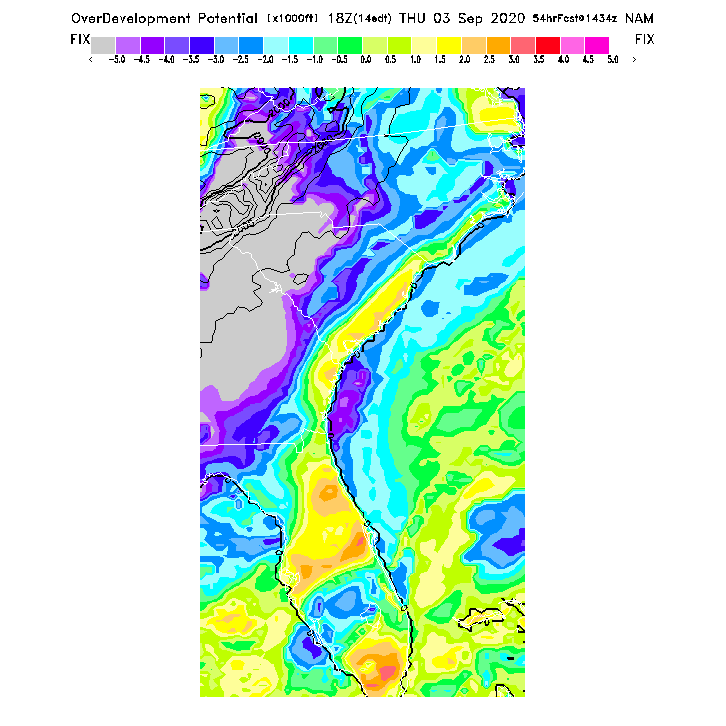 OverDevelopment Potential [x1000ft] 18Z(14edt) THU 03 Sep 2020 54hrFcst@1434z NAM
FIX FIX
< -5.0 -4.5 -4.0 -3.5 -3.0 -2.5 -2.0 -1.5 -1.0 -0.5 0.0 0.5 1.0 1.5 2.0 2.5 3.0 3.5 4.0 4.5 5.0 >